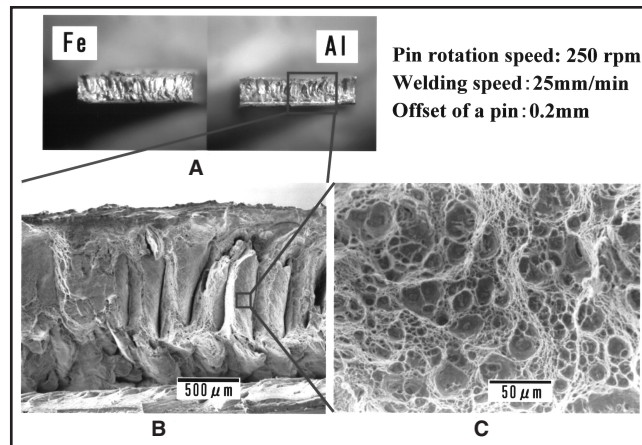 Fe
Al
Pin rotation speed: 250 rpm
Welding speed:25mm/min
Offset of a pin:0.2mm
A
500 μm
50 μm
B
C